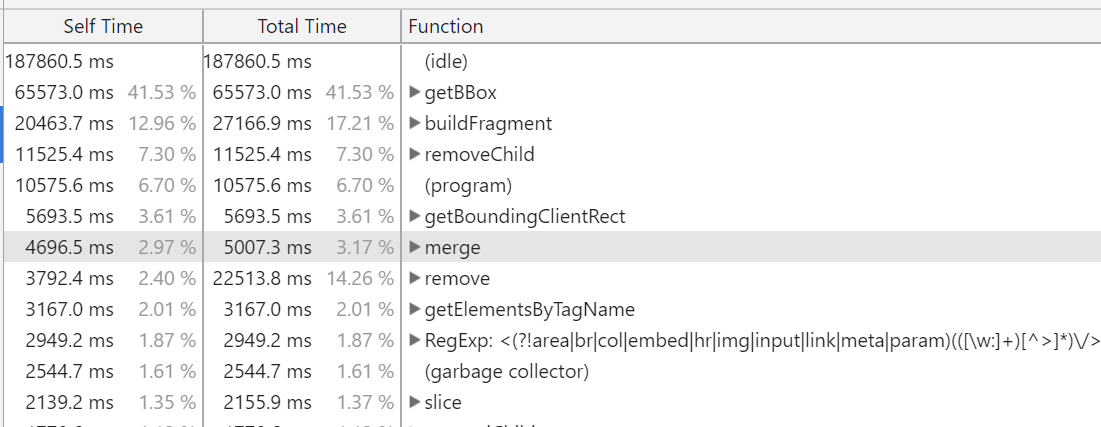 Self Time Total Time Function
187860.5 ms 187860.5 ms (idle)
65573.0 ms 41.53 % 65573.0 ms 41.53 % getBBox
20463.7 ms 12.96 % 27166.9 ms 17.21 % buildFragment
11525.4 ms 7.30 % 11525.4 ms 7.30 % removeChild
10575.6 ms 6.70 % 10575.6 ms 6.70 % (program)
5693.5 ms 3.61 % 5693.5 ms 3.61 % getBoundingClientRect
4696.5 ms 2.97 % 5007.3 ms 3.17 % merge
3792.4 ms 2.40 % 22513.8 ms 14.26 % remove
3167.0 ms 2.01 % 3167.0 ms 2.01 % getElementsByTagName
2949.2 ms 1.87 % 2949.2 ms 1.87 % RegExp: <(?!area|br|col|embed|hr|img|input|link|meta|param)(([\w:]+)[^>]*)\/>
2544.7 ms 1.61 % 2544.7 ms 1.61 % (garbage collector)
2139.2 ms 1.35 % 2155.9 ms 1.37 % slice